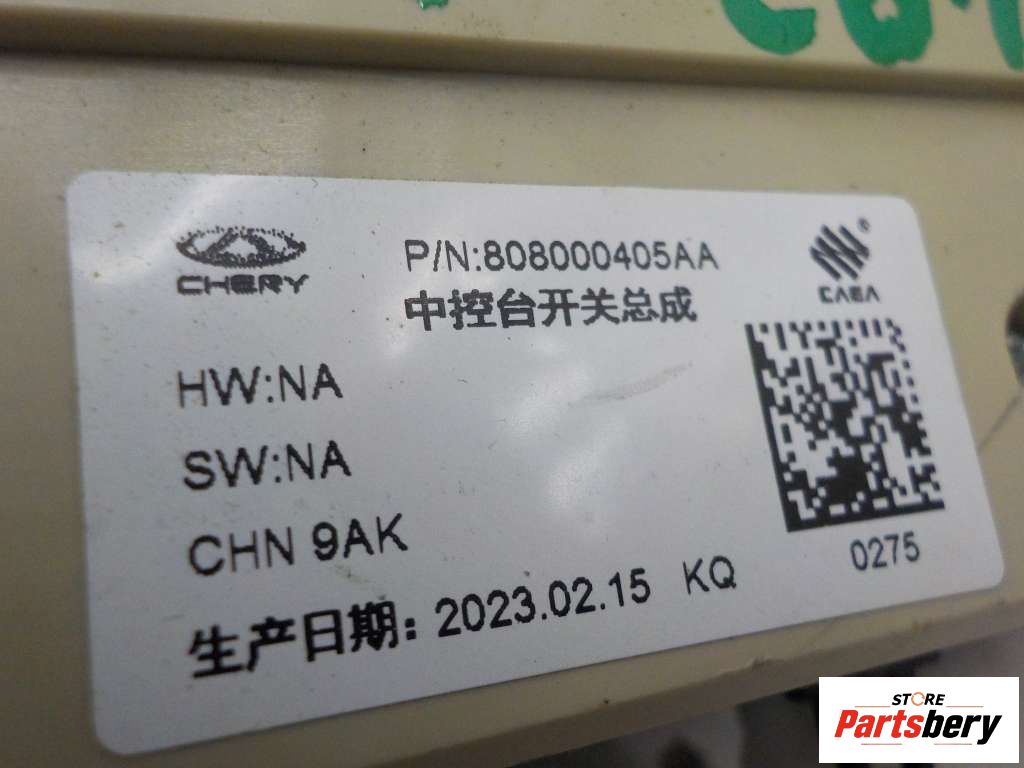 CHERY
P/N:808000405AA
中控台开关总成
CAEA
HW:NA
SW:NA
CHN 9AK
0275
生产日期: 2023.02.15 KQ
STORE
Partsbery